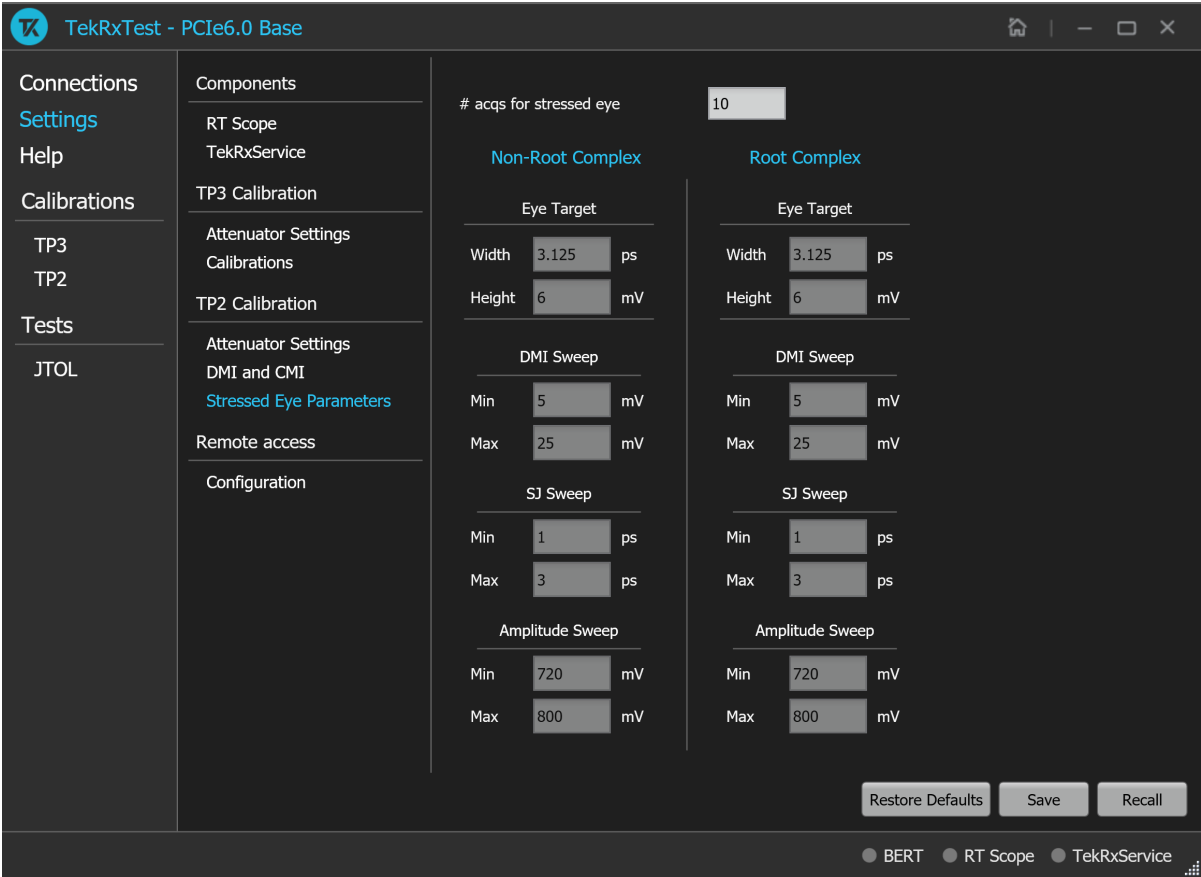 TekRxTest - PCIe6.0 Base
Connections
Settings
Help
Calibrations
TP3
TP2
Tests
JTOL
Components
RT Scope
TekRxService
TP3 Calibration
Attenuator Settings
Calibrations
TP2 Calibration
Attenuator Settings
DMI and CMI
Stressed Eye Parameters
Remote access
Configuration
# acqs for stressed eye 10
Non-Root Complex
Eye Target
Width 3.125 ps
Height 6 mV
DMI Sweep
Min 5 mV
Max 25 mV
SJ Sweep
Min 1 ps
Max 3 ps
Amplitude Sweep
Min 720 mV
Max 800 mV
Root Complex
Eye Target
Width 3.125 ps
Height 6 mV
DMI Sweep
Min 5 mV
Max 25 mV
SJ Sweep
Min 1 ps
Max 3 ps
Amplitude Sweep
Min 720 mV
Max 800 mV
Restore Defaults Save Recall
BERT RT Scope TekRxService